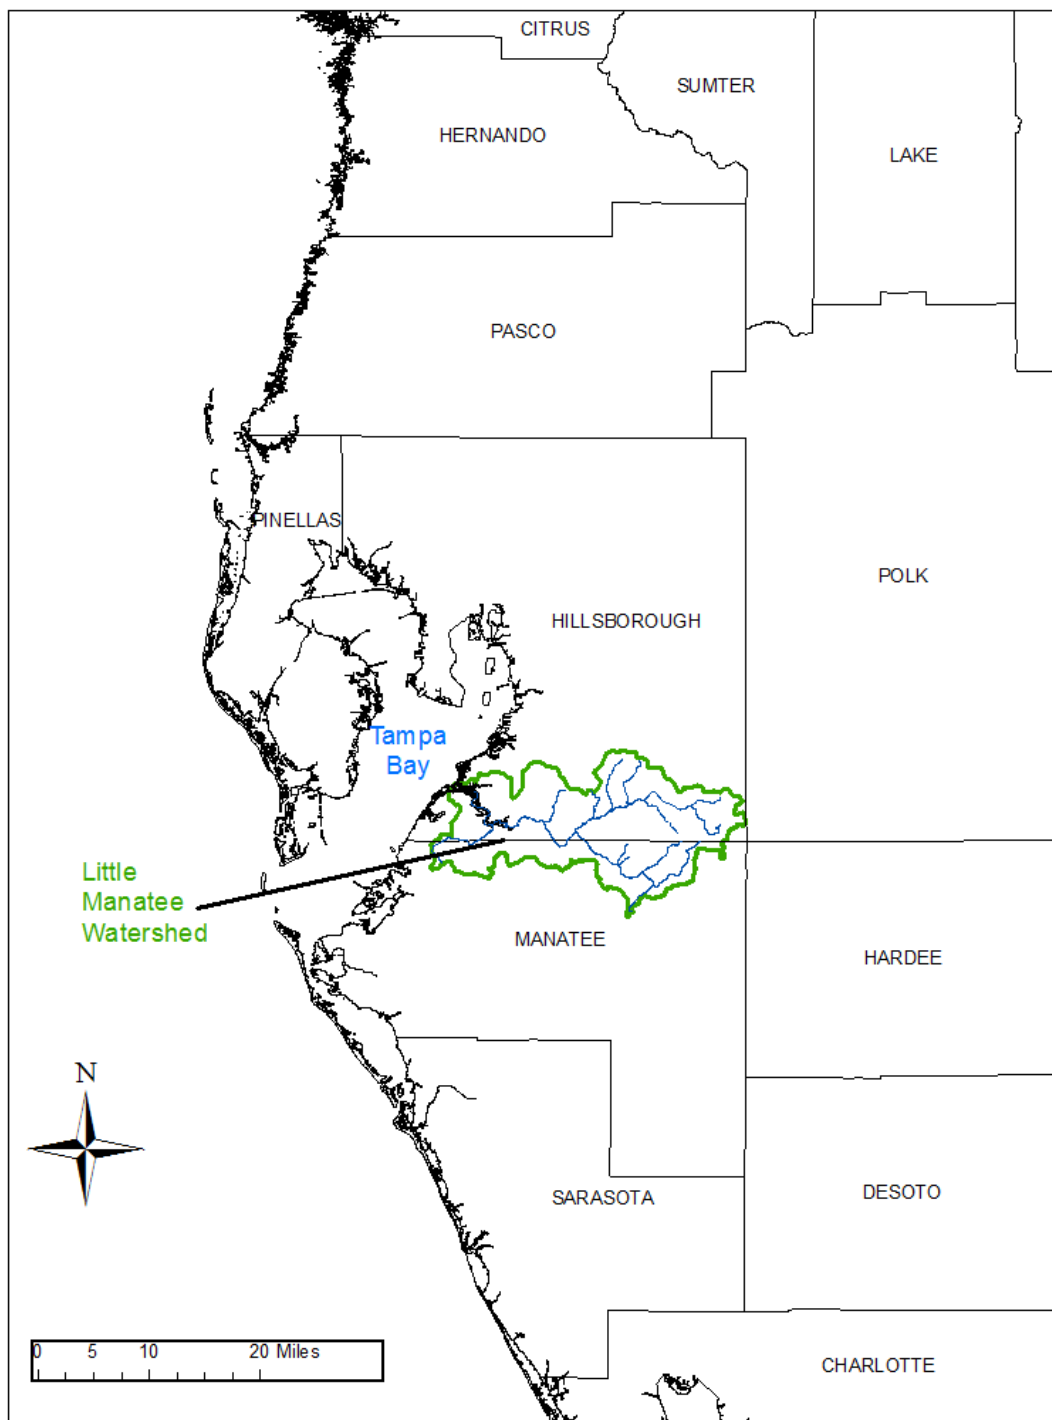 CITRUS
SUMTER
HERNANDO
LAKE
PASCO
PINELLAS
POLK
HILLSBOROUGH
Tampa
Bay
Little
Manatee
Watershed
MANATEE
HARDEE
N
SARASOTA
DESOTO
0 5 10 20 Miles
CHARLOTTE